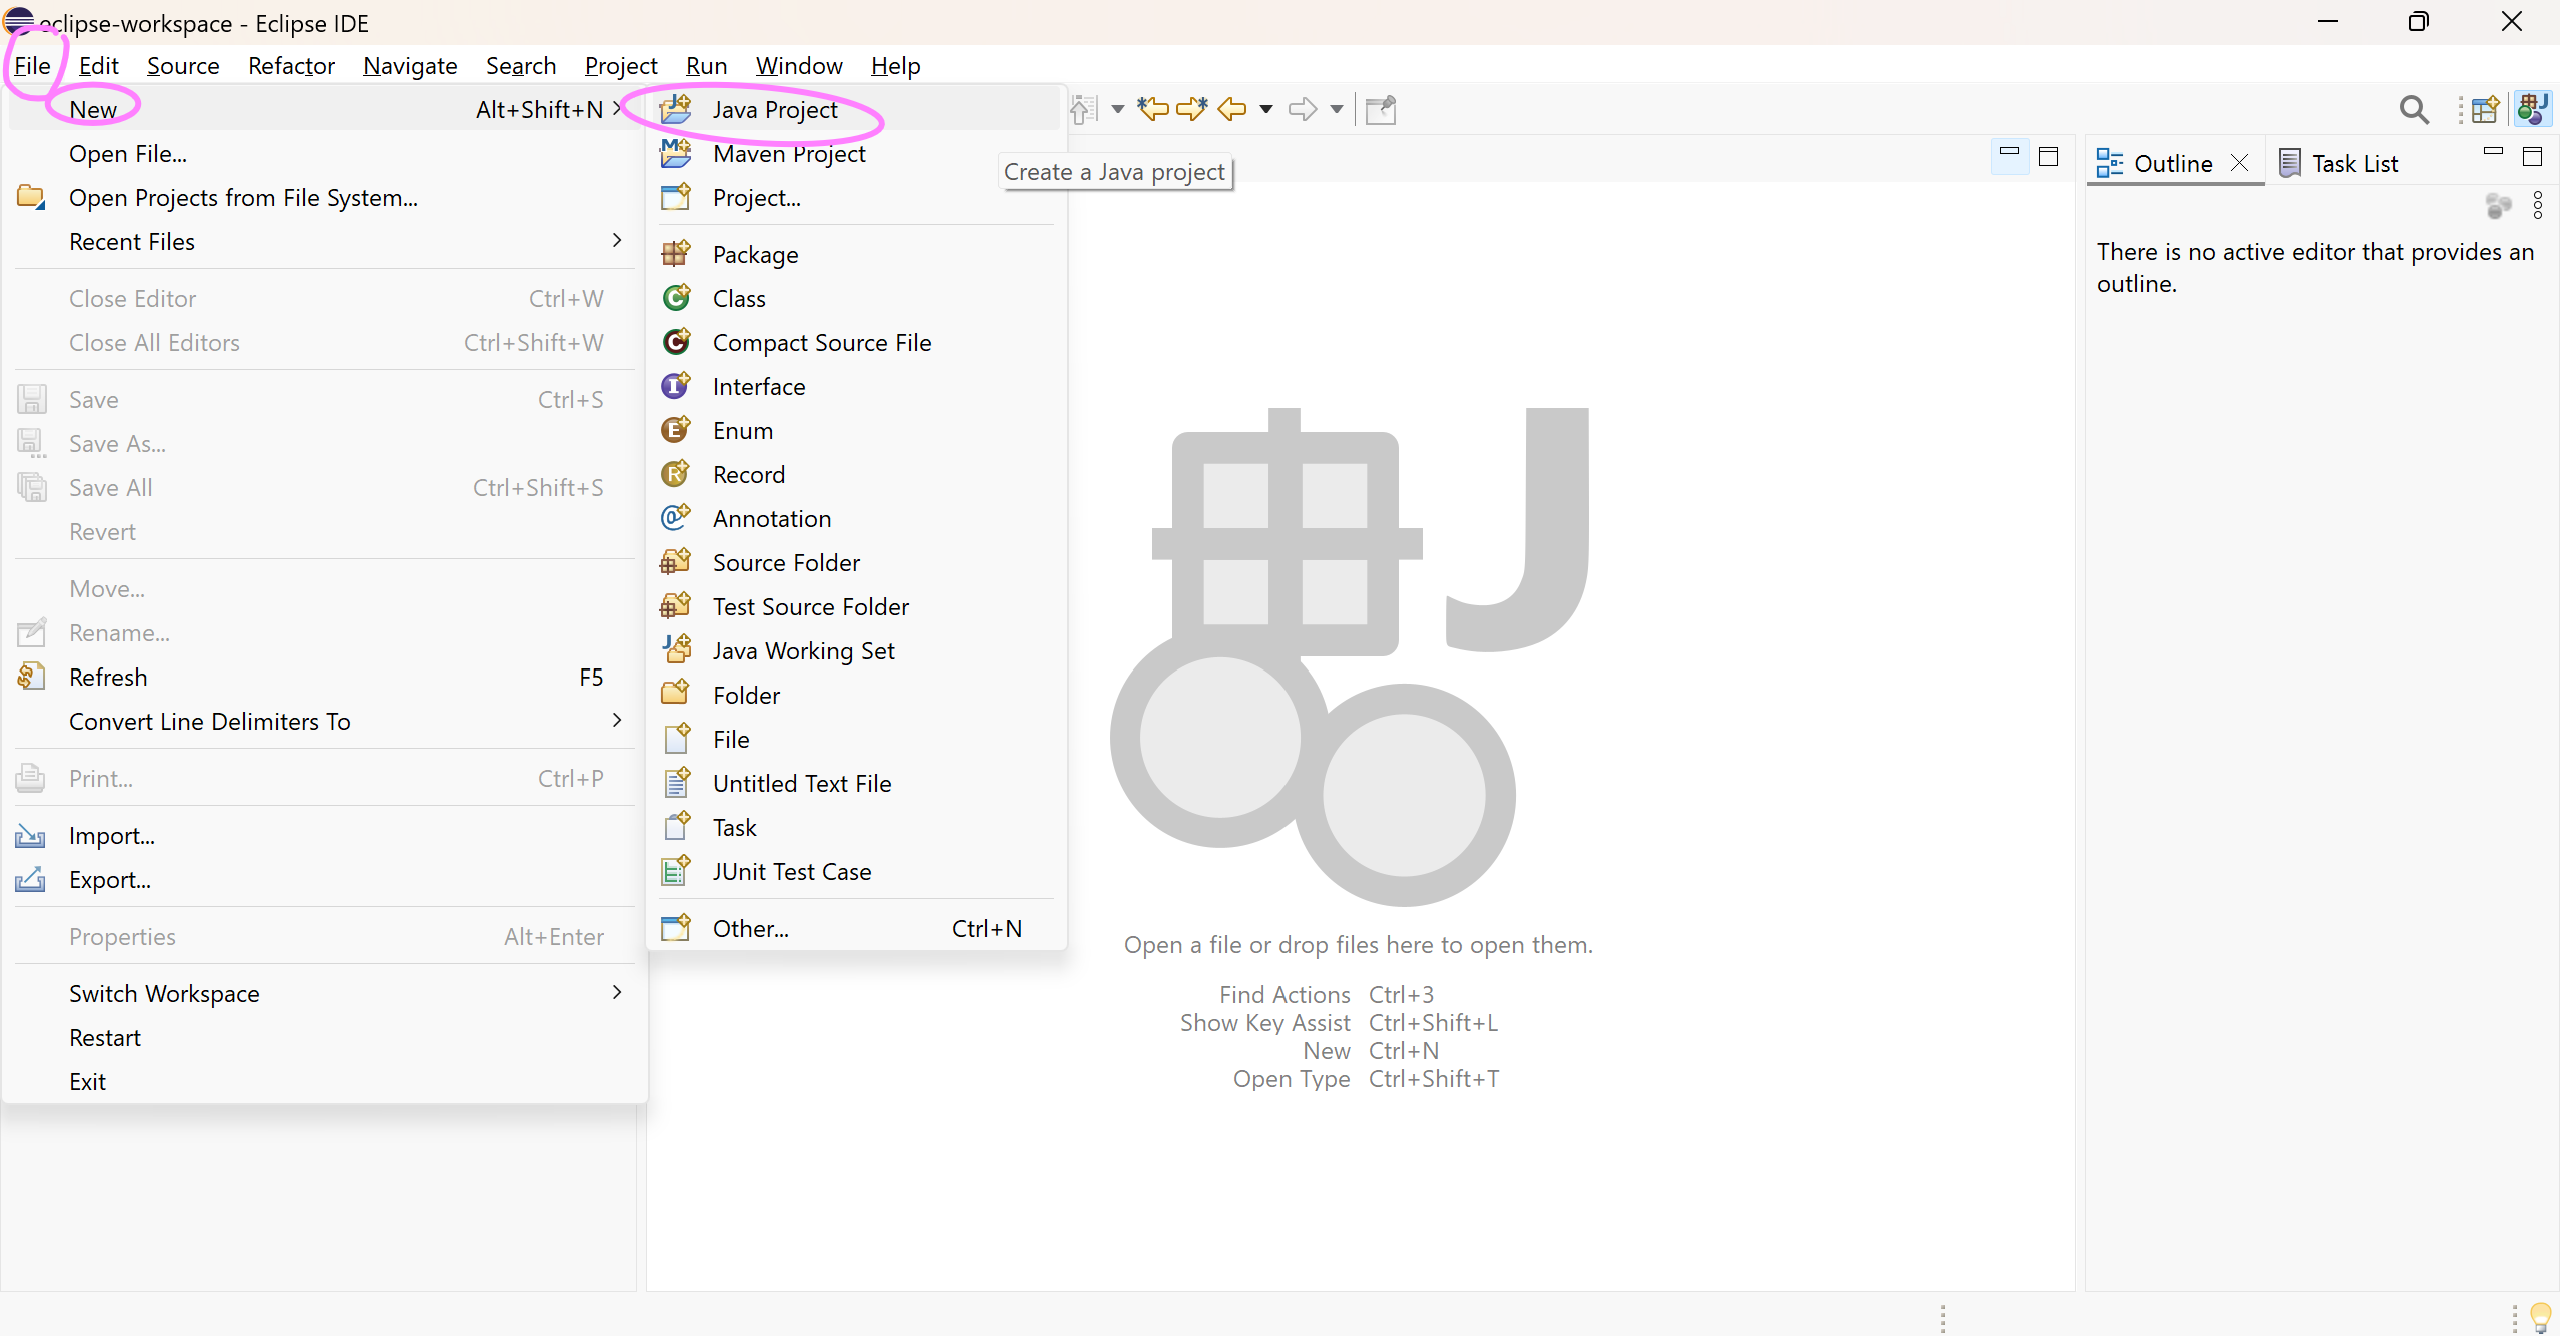 eclipse-workspace - Eclipse IDE
File Edit Source Refactor Navigate Search Project Run Window Help
New Alt+Shift+N
Open File...
Open Projects from File System...
Recent Files
Close Editor Ctrl+W
Close All Editors Ctrl+Shift+W
Save Ctrl+S
Save As...
Save All Ctrl+Shift+S
Revert
Move...
Rename...
Refresh F5
Convert Line Delimiters To
Print... Ctrl+P
Import...
Export...
Properties Alt+Enter
Switch Workspace
Restart
Exit
Java Project
Maven Project
Project...
Package
Class
Compact Source File
Interface
Enum
Record
Annotation
Source Folder
Test Source Folder
Java Working Set
Folder
File
Untitled Text File
Task
JUnit Test Case
Other... Ctrl+N
Create a Java project
Open a file or drop files here to open them.
Find Actions Ctrl+3
Show Key Assist Ctrl+Shift+L
New Ctrl+N
Open Type Ctrl+Shift+T
Outline Task List
There is no active editor that provides an
outline.